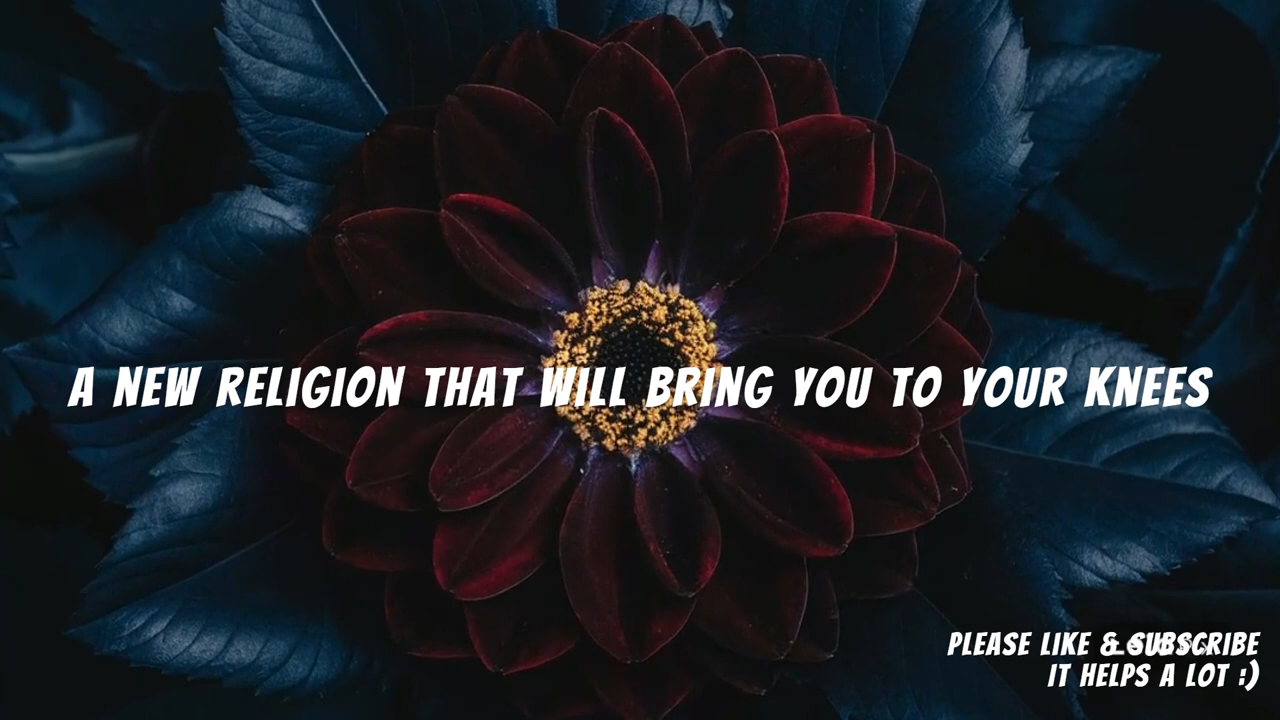 A NEW RELIGION THAT WILL BRING YOU TO YOUR KNEES
PLEASE LIKE & SUBSCRIBE
IT HELPS A LOT :)